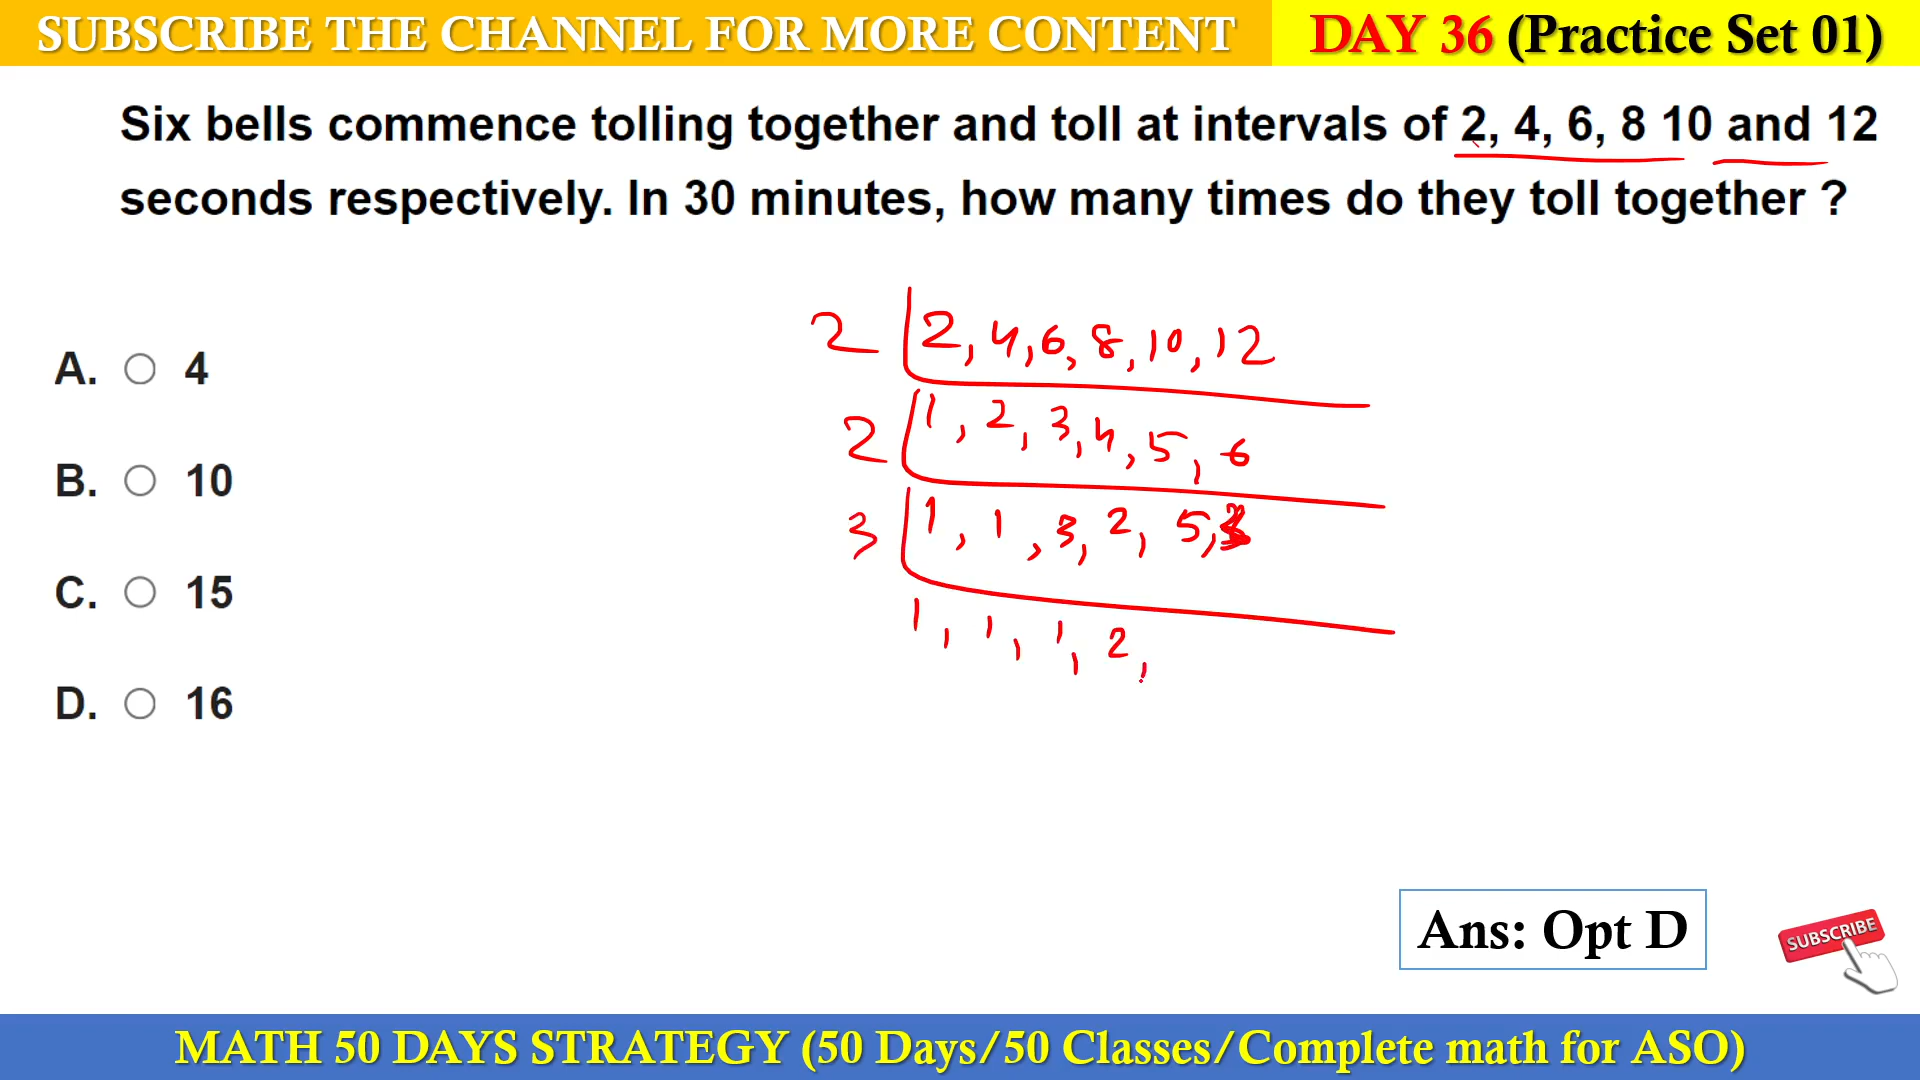 SUBSCRIBE THE CHANNEL FOR MORE CONTENT
DAY 36 (Practice Set 01)
Six bells commence tolling together and toll at intervals of 2, 4, 6, 8 10 and 12
seconds respectively. In 30 minutes, how many times do they toll together ?
2 2, 4, 6, 8, 10, 12
2 1, 2, 3, 4, 5, 6
3 1, 1, 3, 2, 5,
1, 1, 1, 2,
A. 4
B. 10
C. 15
D. 16
Ans: Opt D
SUBSCRIBE
MATH 50 DAYS STRATEGY (50 Days/50 Classes/Complete math for ASO)